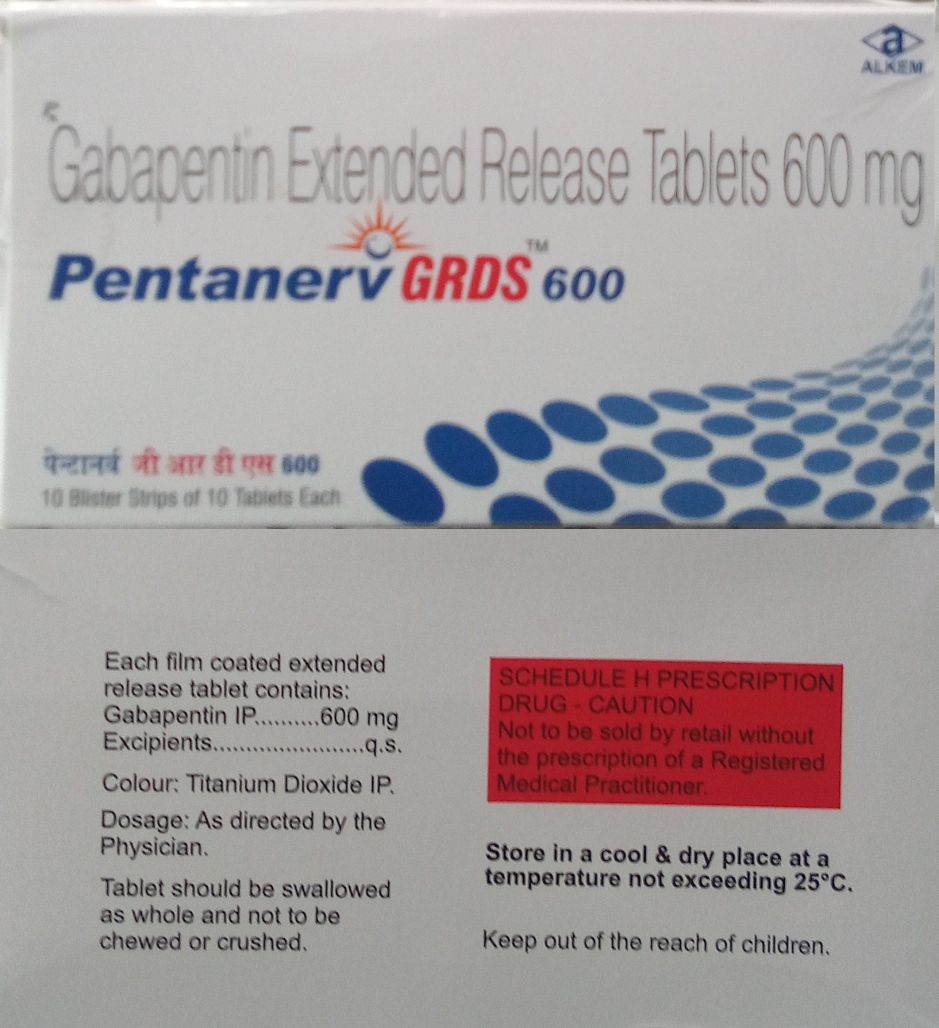 a
ALKEM
Gabapentin Extended Release Tablets 600 mg
Pentanerv GRDS™ 600
पेन्टानर्व जी आर डी एस 600
10 Blister Strips of 10 Tablets Each
Each film coated extended
release tablet contains:
Gabapentin IP..........600 mg
Excipients.......................q.s.
Colour: Titanium Dioxide IP.
Dosage: As directed by the
Physician.
Tablet should be swallowed
as whole and not to be
chewed or crushed.
SCHEDULE H PRESCRIPTION
DRUG - CAUTION
Not to be sold by retail without
the prescription of a Registered
Medical Practitioner.
Store in a cool & dry place at a
temperature not exceeding 25°C.
Keep out of the reach of children.